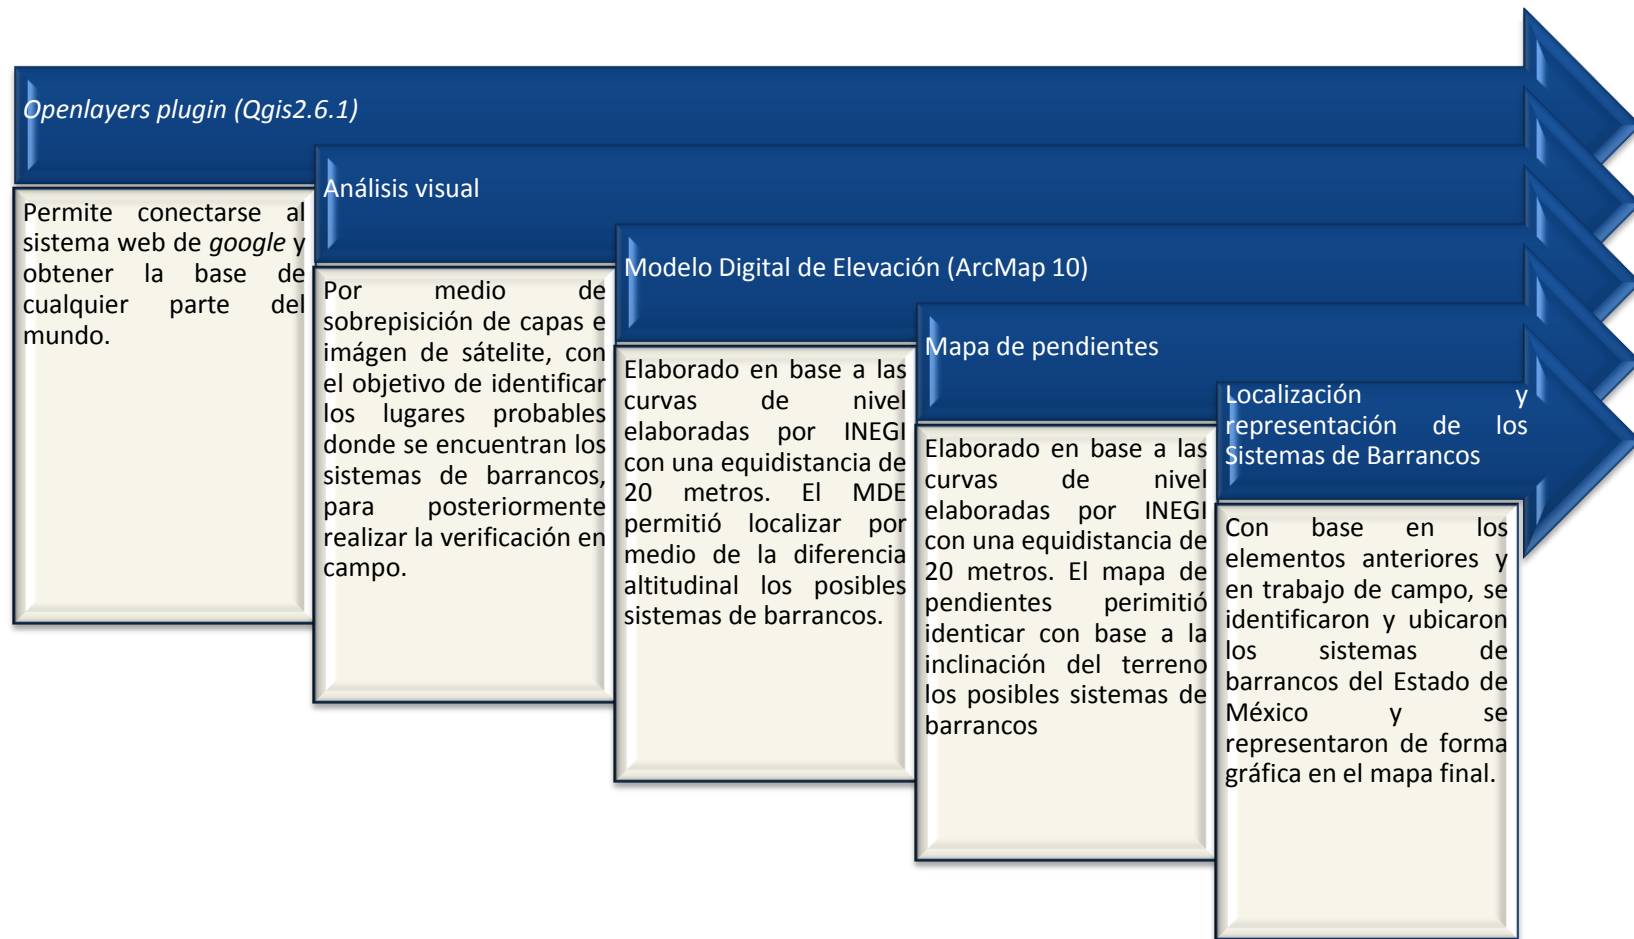 Openlayers plugin (Qgis2.6.1)
Permite conectarse al
sistema web de google y
obtener la base de
cualquier parte del
mundo.
Análisis visual
Por medio de
sobrepisición de capas e
imágen de sátelite, con
el objetivo de identificar
los lugares probables
donde se encuentran los
sistemas de barrancos,
para posteriormente
realizar la verificación en
campo.
Modelo Digital de Elevación (ArcMap 10)
Elaborado en base a las
curvas de nivel
elaboradas por INEGI
con una equidistancia de
20 metros. El MDE
permitió localizar por
medio de la diferencia
altitudinal los posibles
sistemas de barrancos.
Mapa de pendientes
Elaborado en base a las
curvas de nivel
elaboradas por INEGI
con una equidistancia de
20 metros. El mapa de
pendientes perimitió
identicar con base a la
inclinación del terreno
los posibles sistemas de
barrancos
Localización y
representación de los
Sistemas de Barrancos
Con base en los
elementos anteriores y
en trabajo de campo, se
identificaron y ubicaron
los sistemas de
barrancos del Estado de
México y se
representaron de forma
gráfica en el mapa final.